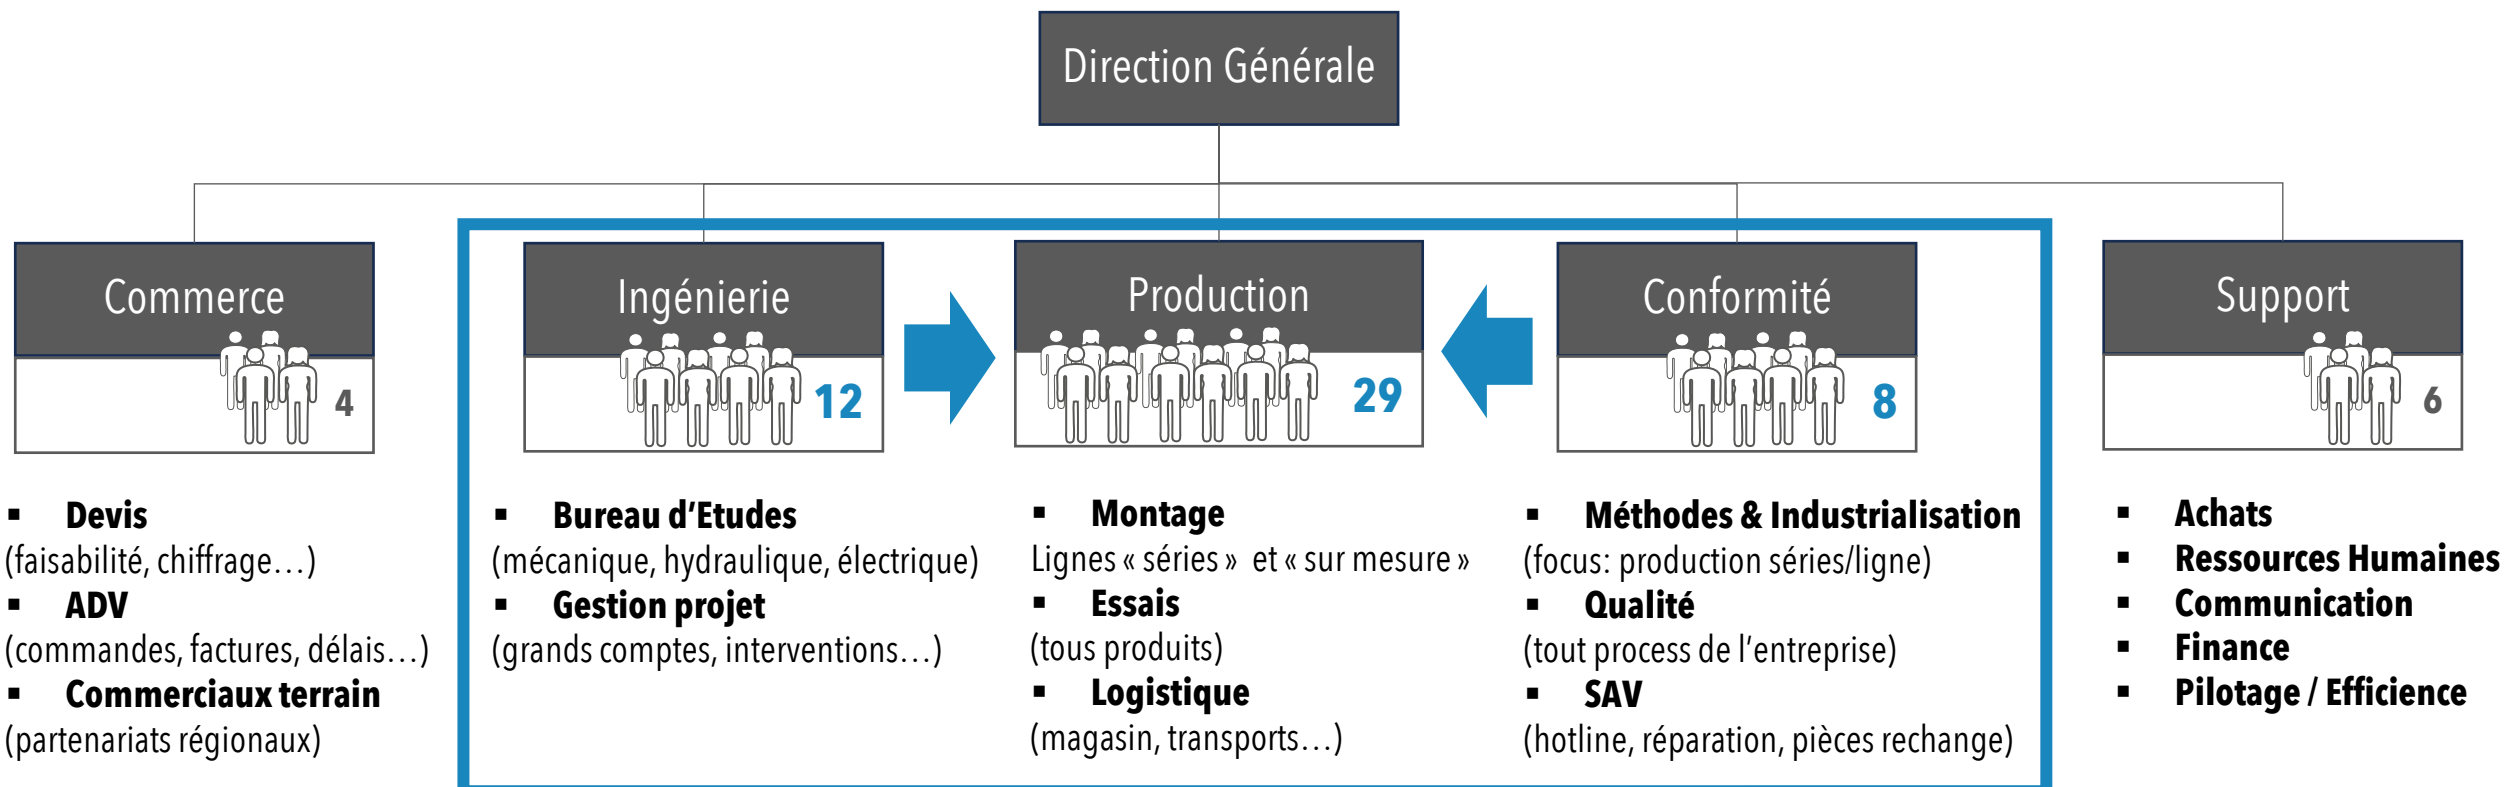 Direction Générale
Commerce
4
▪ Devis
(faisabilité, chiffrage…)
▪ ADV
(commandes, factures, délais…)
▪ Commerciaux terrain
(partenariats régionaux)
Ingénierie
12
▪ Bureau d’Etudes
(mécanique, hydraulique, électrique)
▪ Gestion projet
(grands comptes, interventions…)
Production
29
▪ Montage
Lignes « séries » et « sur mesure »
▪ Essais
(tous produits)
▪ Logistique
(magasin, transports…)
Conformité
8
▪ Méthodes & Industrialisation
(focus: production séries/ligne)
▪ Qualité
(tout process de l’entreprise)
▪ SAV
(hotline, réparation, pièces rechange)
Support
6
▪ Achats
▪ Ressources Humaines
▪ Communication
▪ Finance
▪ Pilotage / Efficience